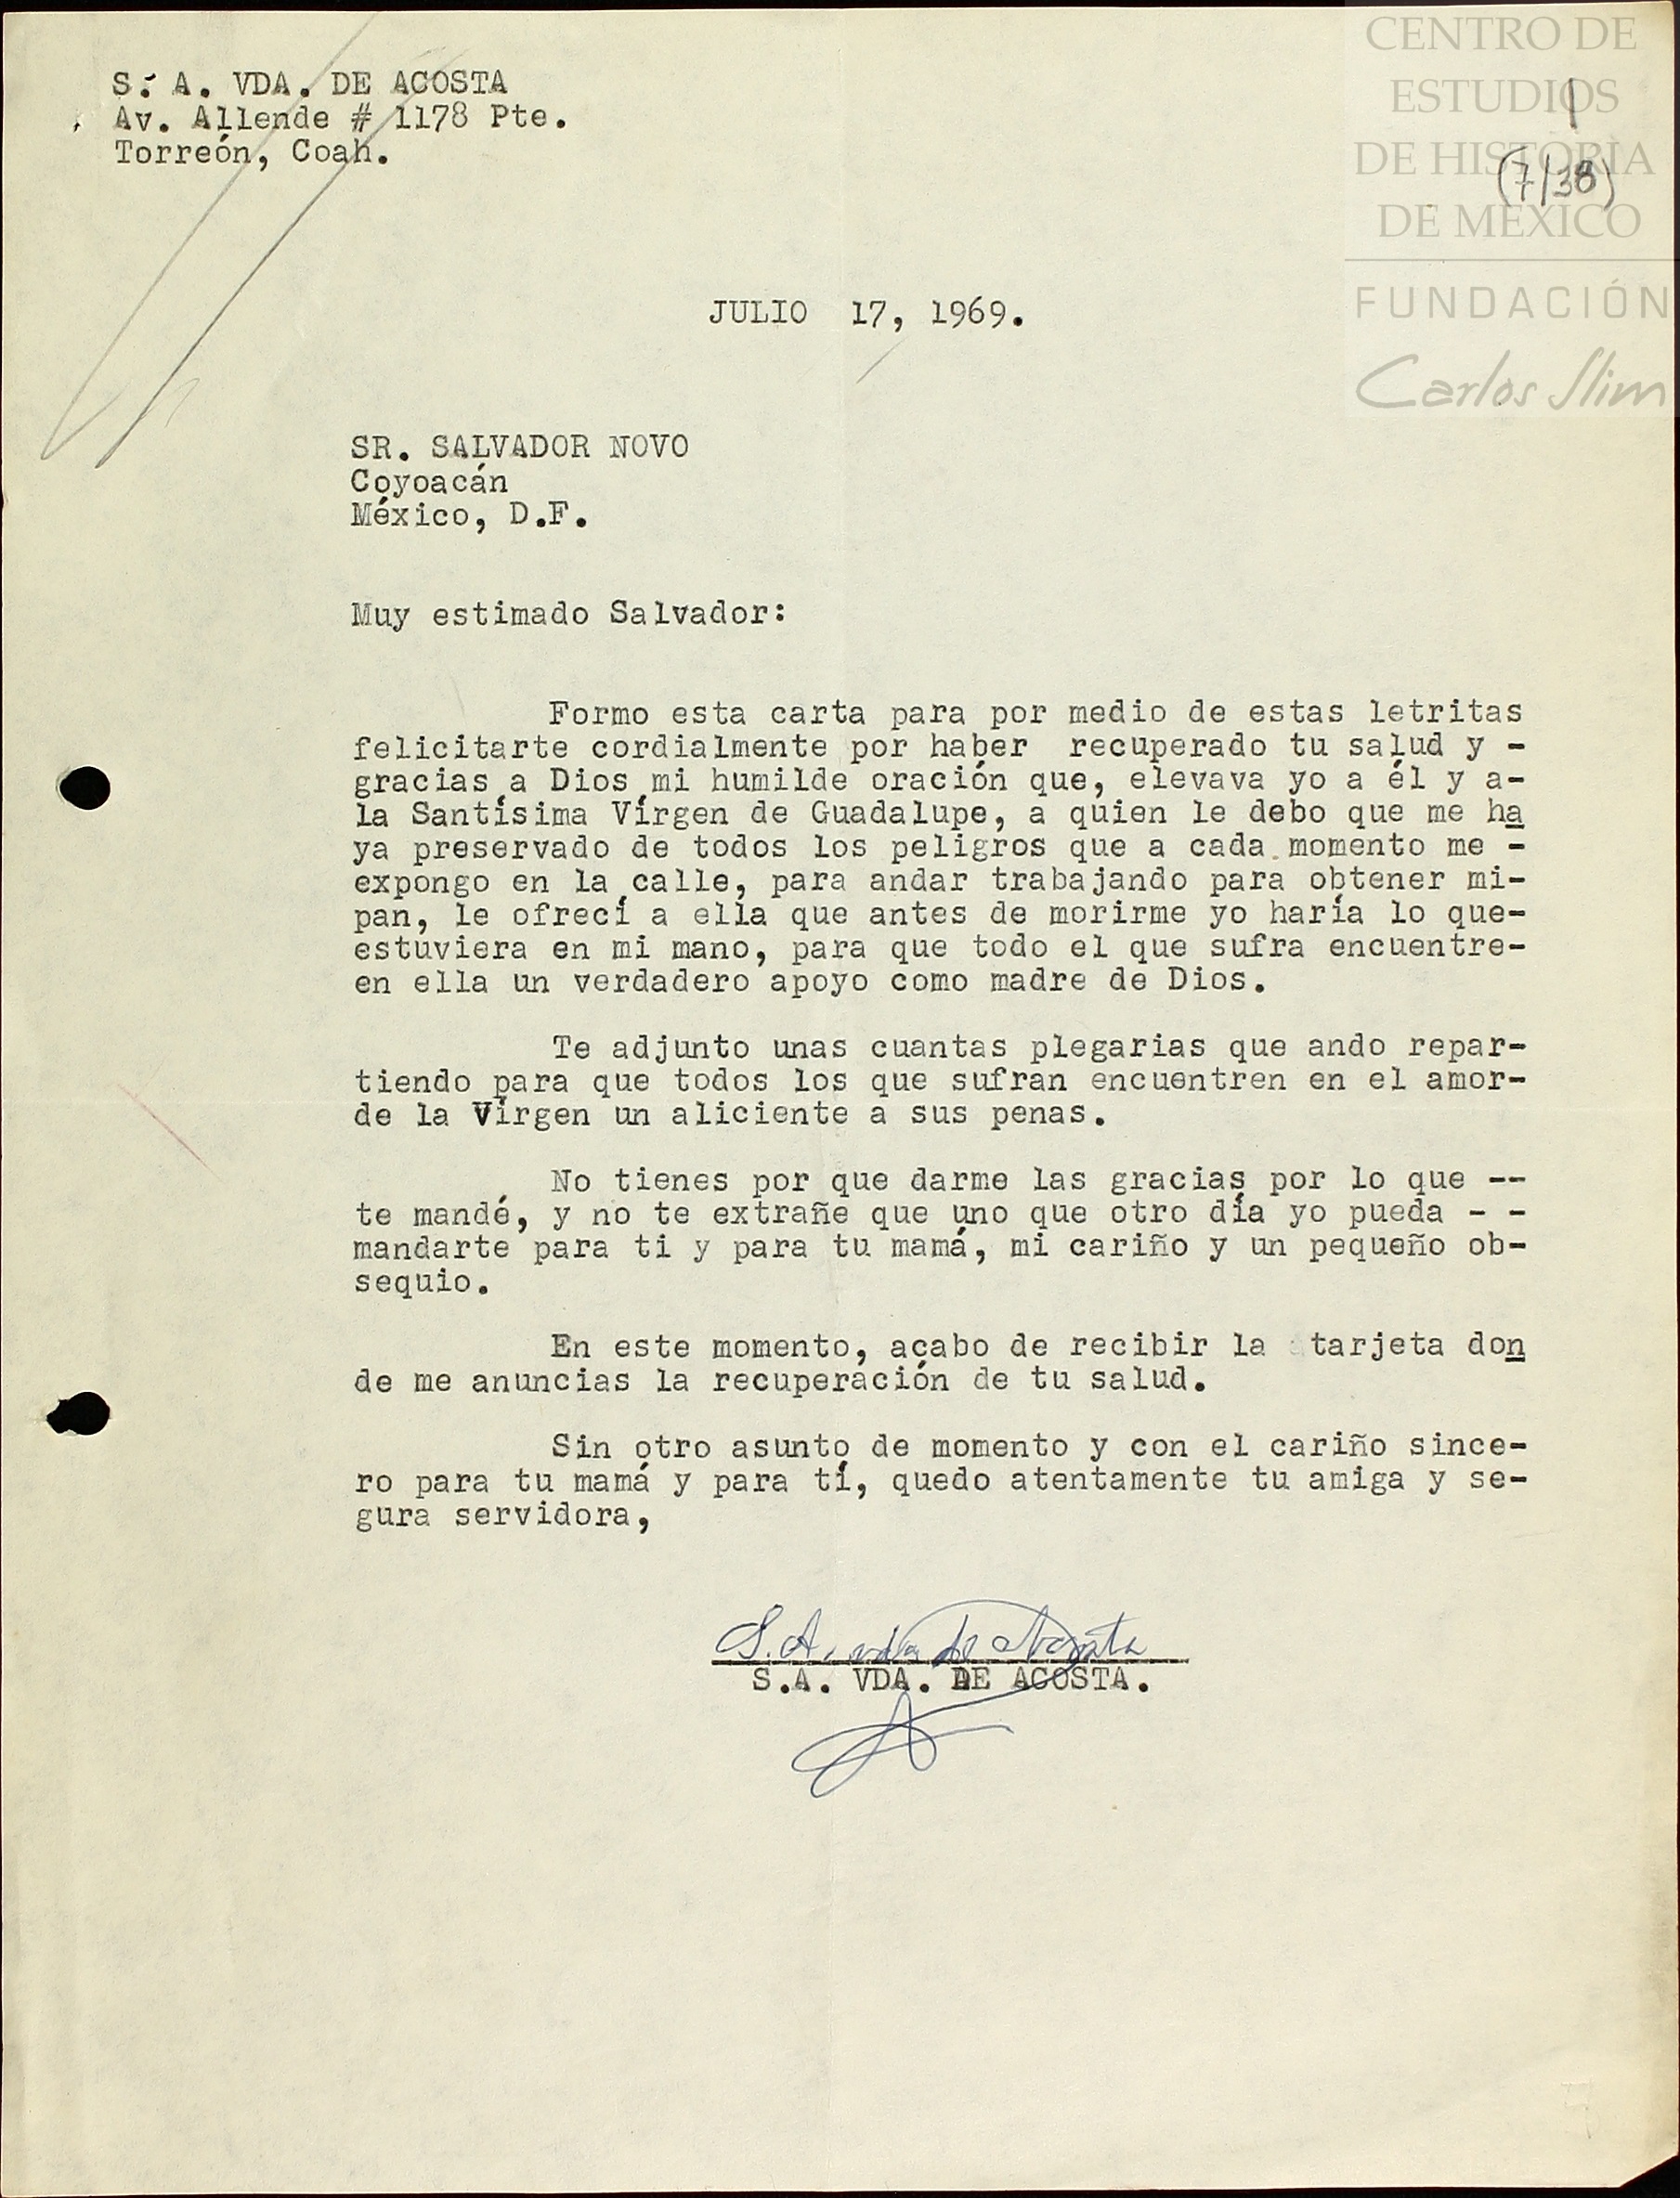 CENTRO DE
ESTUDIOS
DE HISTORIA
DE MÉXICO
FUNDACIÓN
Carlos Slim
1
(7/38)
S. A. VDA. DE ACOSTA
Av. Allende # 1178 Pte.
Torreón, Coah.
JULIO 17, 1969.
SR. SALVADOR NOVO
Coyoacán
México, D.F.
Muy estimado Salvador:
Formo esta carta para por medio de estas letritas
felicitarte cordialmente por haber recuperado tu salud y -
gracias a Dios mi humilde oración que, elevava yo a él y a-
la Santísima Vírgen de Guadalupe, a quien le debo que me ha
ya preservado de todos los peligros que a cada momento me -
expongo en la calle, para andar trabajando para obtener mi-
pan, le ofrecí a ella que antes de morirme yo haría lo que-
estuviera en mi mano, para que todo el que sufra encuentre-
en ella un verdadero apoyo como madre de Dios.
Te adjunto unas cuantas plegarias que ando repar-
tiendo para que todos los que sufran encuentren en el amor-
de la Vírgen un aliciente a sus penas.
No tienes por que darme las gracias por lo que --
te mandé, y no te extrañe que uno que otro día yo pueda - -
mandarte para ti y para tu mamá, mi cariño y un pequeño ob-
sequio.
En este momento, acabo de recibir la tarjeta don
de me anuncias la recuperación de tu salud.
Sin otro asunto de momento y con el cariño since-
ro para tu mamá y para tí, quedo atentamente tu amiga y se-
gura servidora,
S. A. vda de Acosta
S.A. VDA. DE ACOSTA.